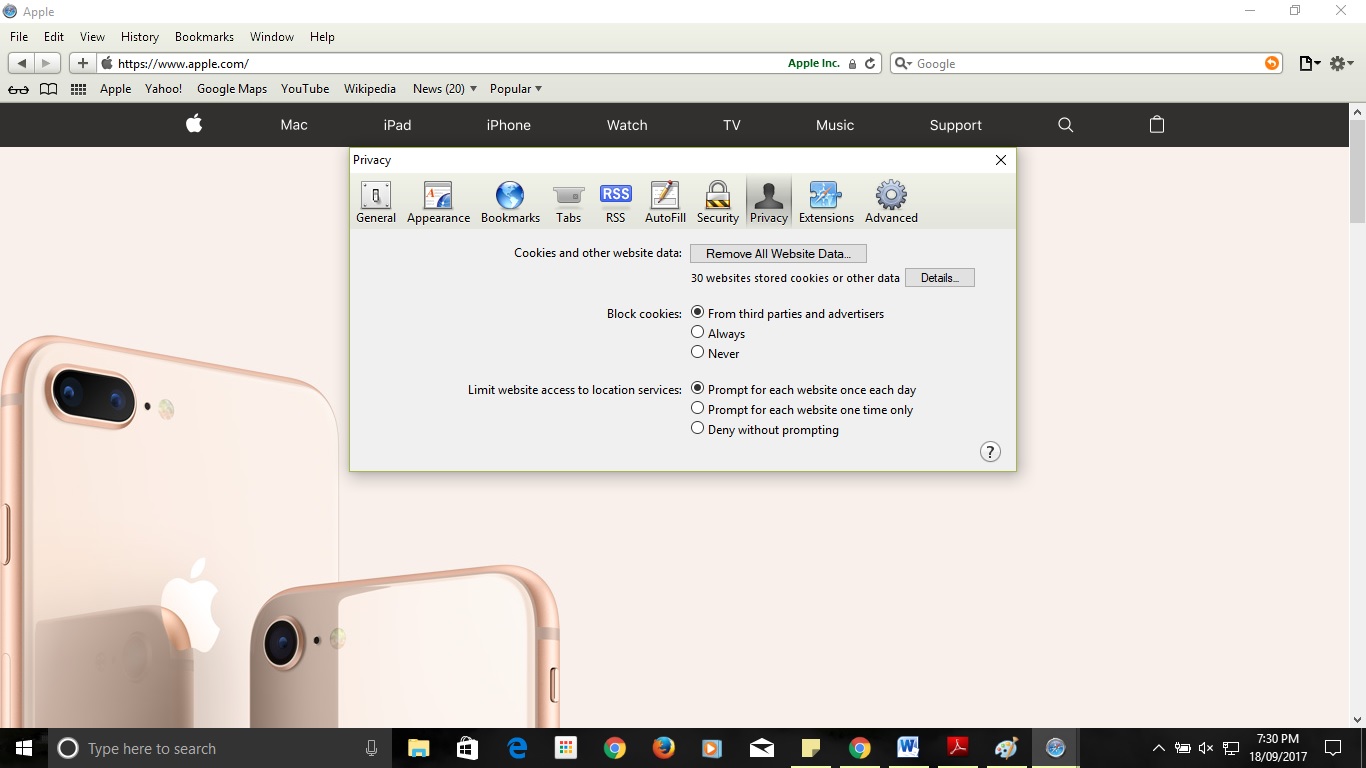 Apple
File Edit View History Bookmarks Window Help
https://www.apple.com/ Apple Inc. Google
Apple Yahoo! Google Maps YouTube Wikipedia News (20) Popular
Mac iPad iPhone Watch TV Music Support
Privacy
RSS
General Appearance Bookmarks Tabs RSS AutoFill Security Privacy Extensions Advanced
Cookies and other website data: Remove All Website Data...
30 websites stored cookies or other data Details...
Block cookies: From third parties and advertisers
Always
Never
Limit website access to location services: Prompt for each website once each day
Prompt for each website one time only
Deny without prompting
?
Type here to search
7:30 PM
18/09/2017